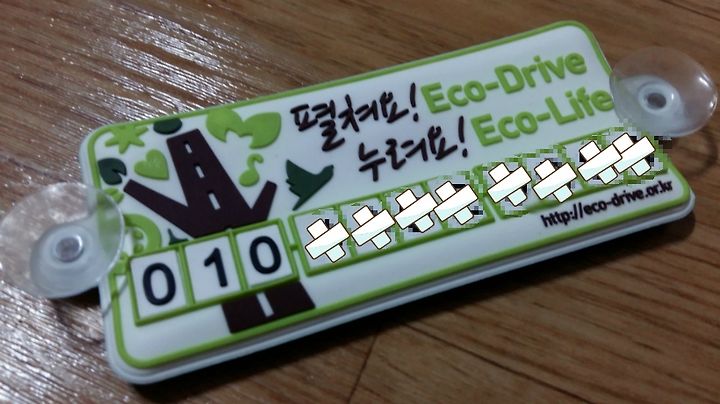 펼쳐요! Eco-Drive
누려요! Eco-Life
010
http://eco-drive.or.kr